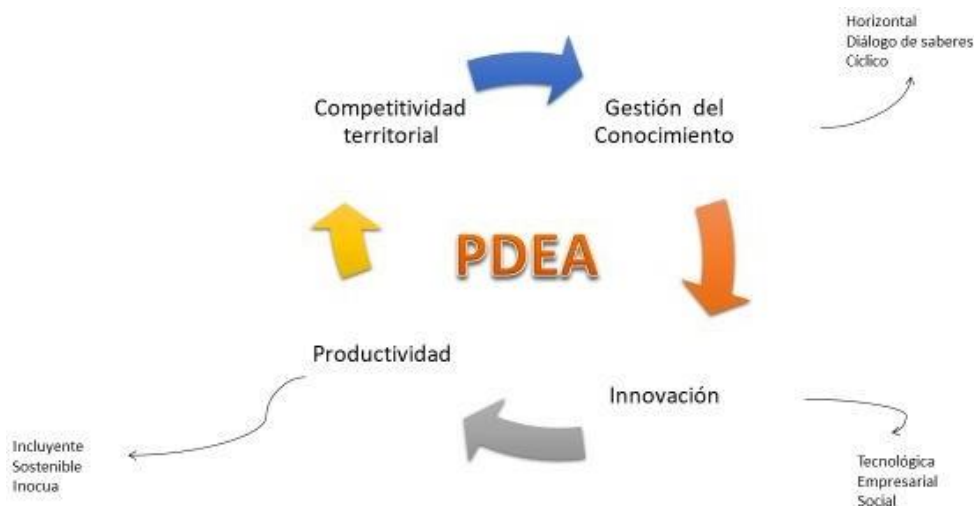 Horizontal
Diálogo de saberes
Cíclico
Competitividad
territorial
Gestión del
Conocimiento
PDEA
Productividad
Innovación
Incluyente
Sostenible
Inocua
Tecnológica
Empresarial
Social